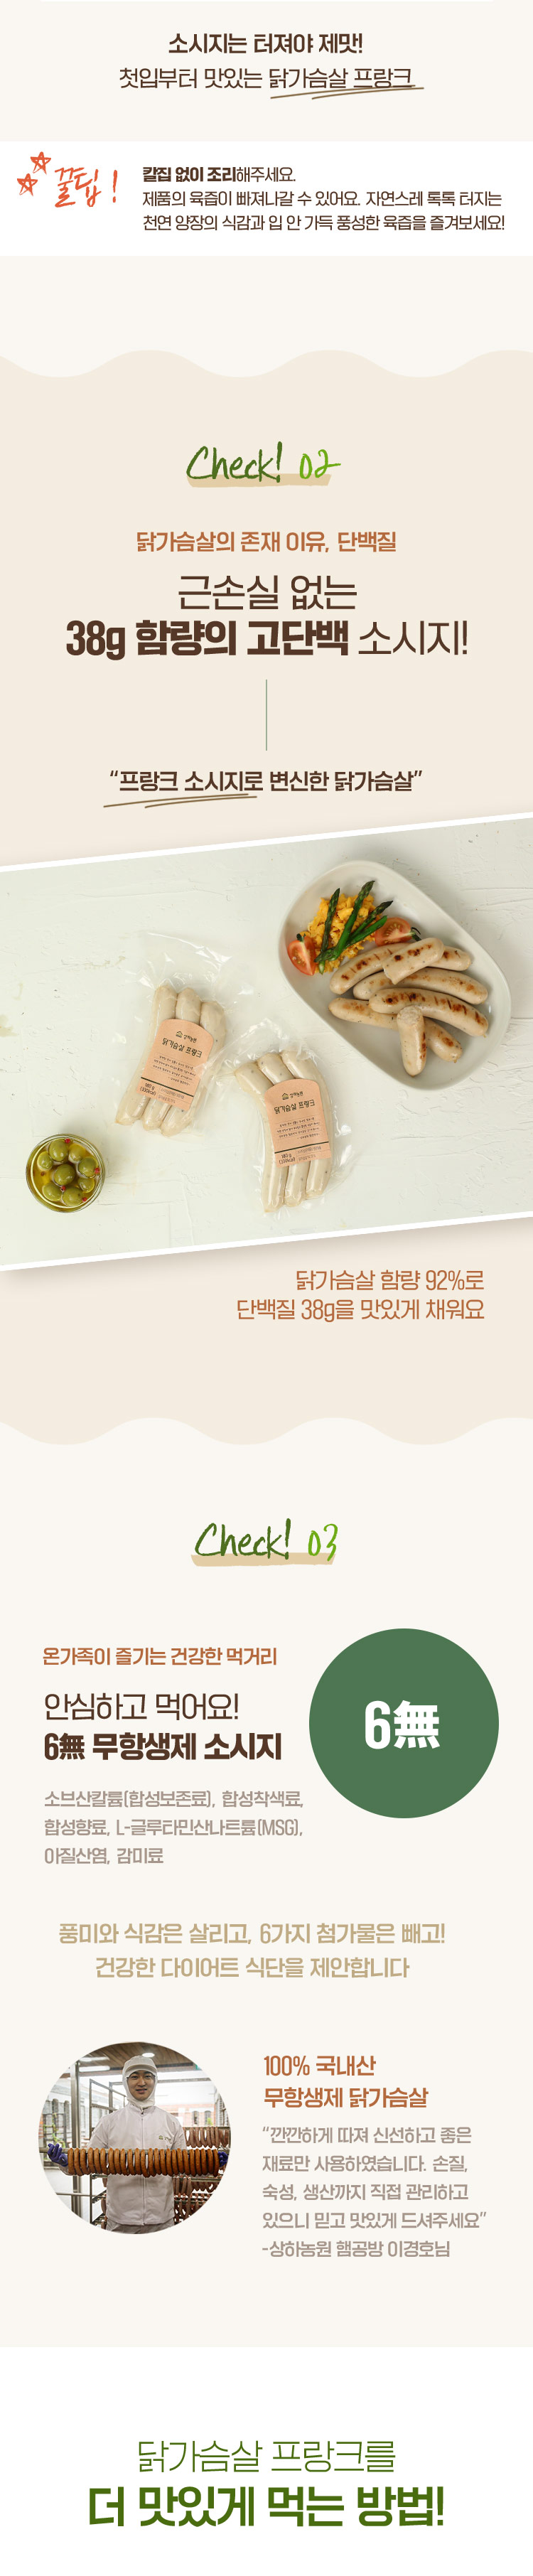 소시지는 터져야 제맛!
첫입부터 맛있는 닭가슴살 프랑크
꿀팁!
칼집 없이 조리해주세요.
제품의 육즙이 빠져나갈 수 있어요. 자연스레 톡톡 터지는
천연 양장의 식감과 입 안 가득 풍성한 육즙을 즐겨보세요!
Check! 02
닭가슴살의 존재 이유, 단백질
근손실 없는
38g 함량의 고단백 소시지!
“프랑크 소시지로 변신한 닭가슴살”
닭가슴살 프랑크
닭가슴살 프랑크
닭가슴살 함량 92%로
단백질 38g을 맛있게 채워요
Check! 03
온가족이 즐기는 건강한 먹거리
안심하고 먹어요!
6無 무항생제 소시지
6無
소브산칼륨(합성보존료), 합성착색료,
합성향료, L-글루타민산나트륨(MSG),
아질산염, 감미료
풍미와 식감은 살리고, 6가지 첨가물은 빼고!
건강한 다이어트 식단을 제안합니다
100% 국내산
무항생제 닭가슴살
“깐깐하게 따져 신선하고 좋은
재료만 사용하였습니다. 손질,
숙성, 생산까지 직접 관리하고
있으니 믿고 맛있게 드셔주세요”
-상하농원 햄공방 이경호님
닭가슴살 프랑크를
더 맛있게 먹는 방법!